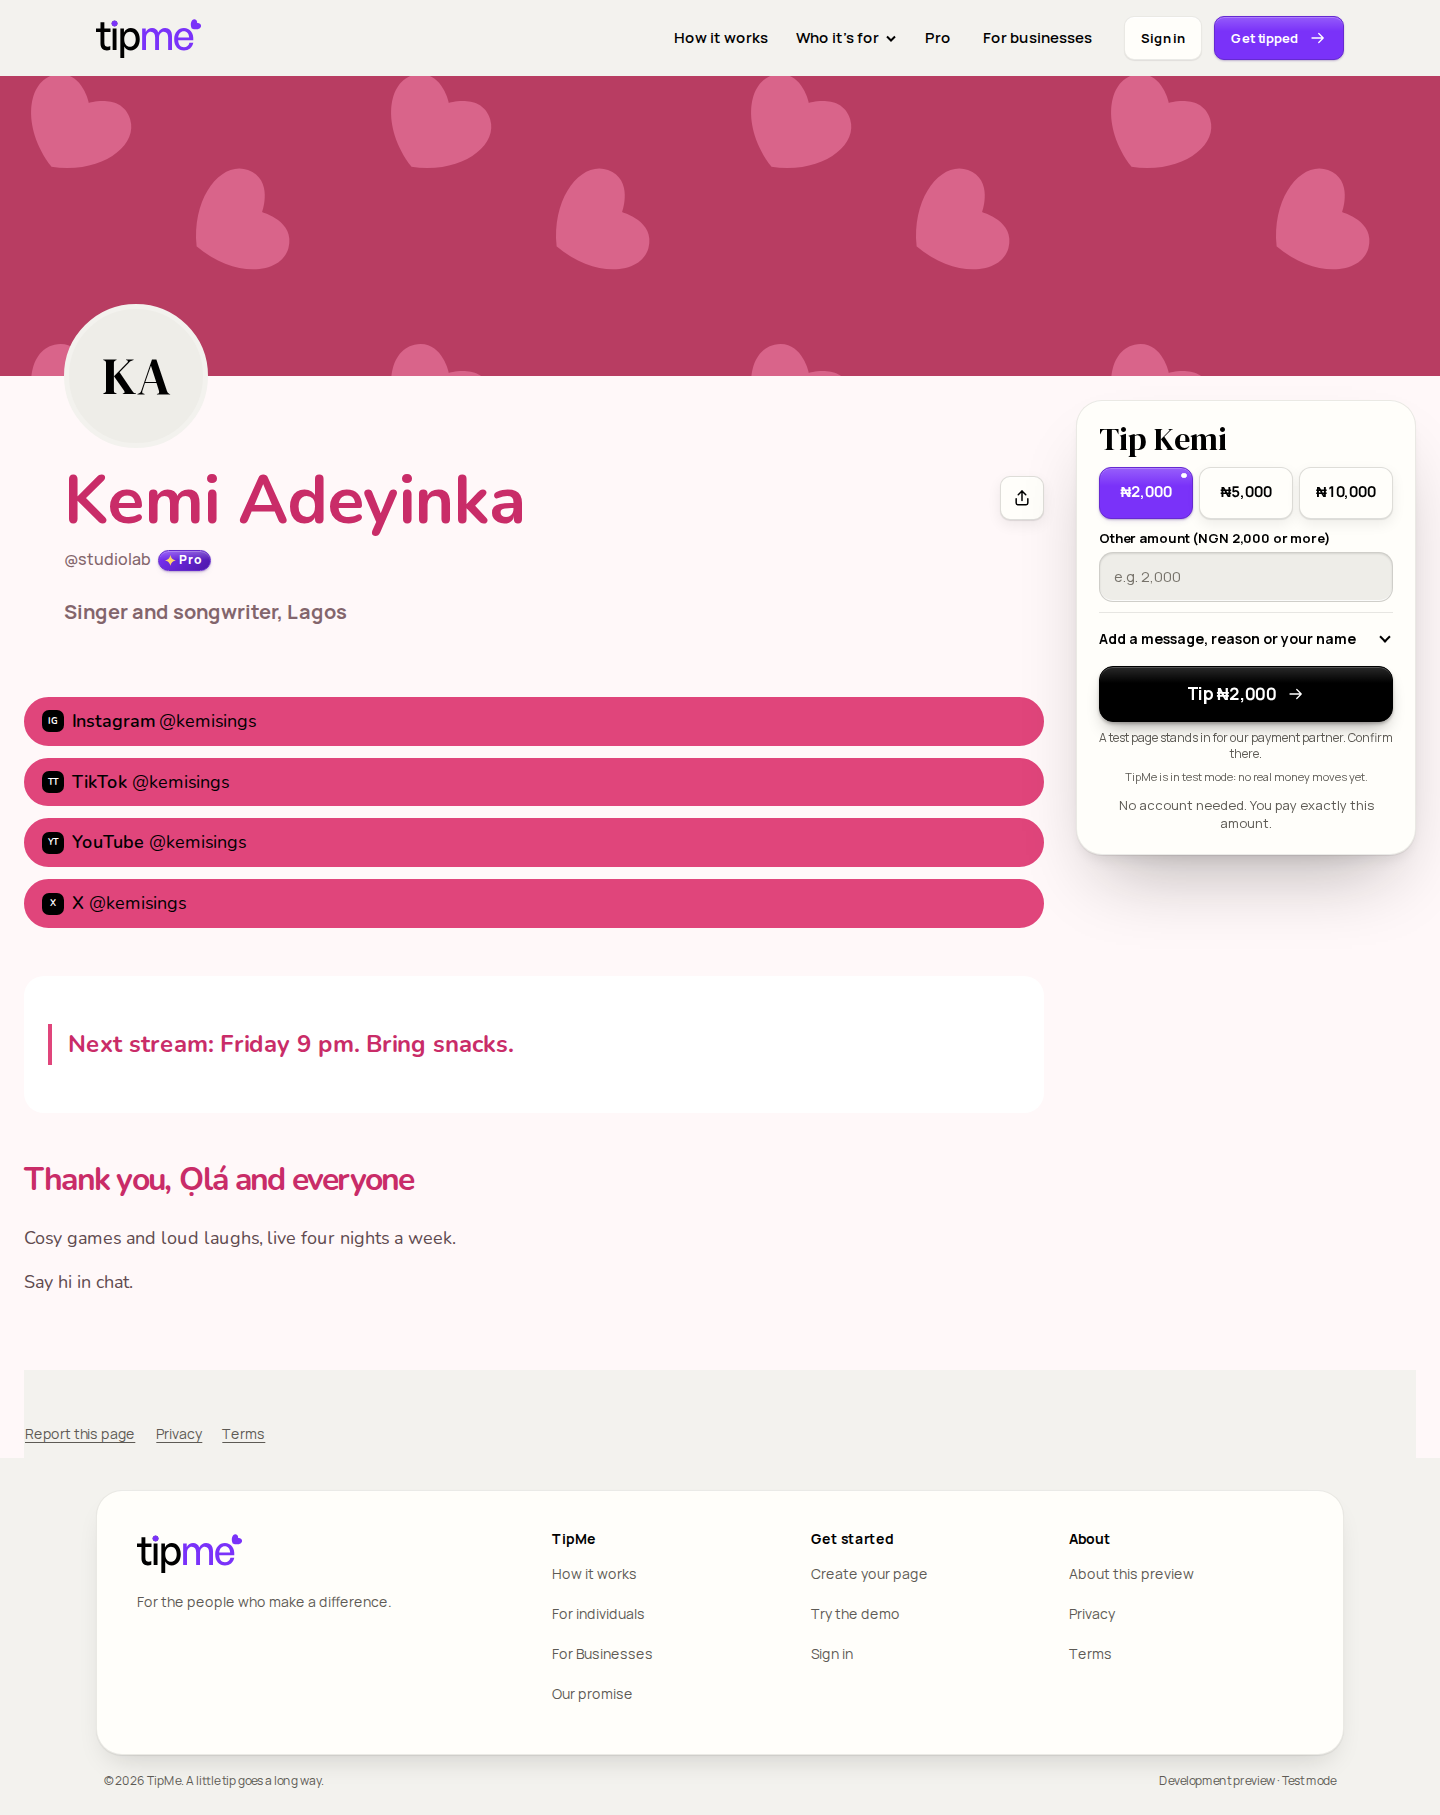 tipme
How it works
Who it's for
Pro
For businesses
Sign in
Get tipped
KA
Kemi Adeyinka
@studiolab
Pro
Singer and songwriter, Lagos
Tip Kemi
₦2,000
₦5,000
₦10,000
Other amount (NGN 2,000 or more)
e.g. 2,000
Add a message, reason or your name
Tip ₦2,000
A test page stands in for our payment partner. Confirm
there.
TipMe is in test mode: no real money moves yet.
No account needed. You pay exactly this
amount.
IG Instagram @kemisings
TT TikTok @kemisings
YT YouTube @kemisings
X X @kemisings
Next stream: Friday 9 pm. Bring snacks.
Thank you, Ọlá and everyone
Cosy games and loud laughs, live four nights a week.
Say hi in chat.
Report this page
Privacy
Terms
tipme
For the people who make a difference.
TipMe
How it works
For individuals
For Businesses
Our promise
Get started
Create your page
Try the demo
Sign in
About
About this preview
Privacy
Terms
© 2026 TipMe. A little tip goes a long way.
Development preview · Test mode